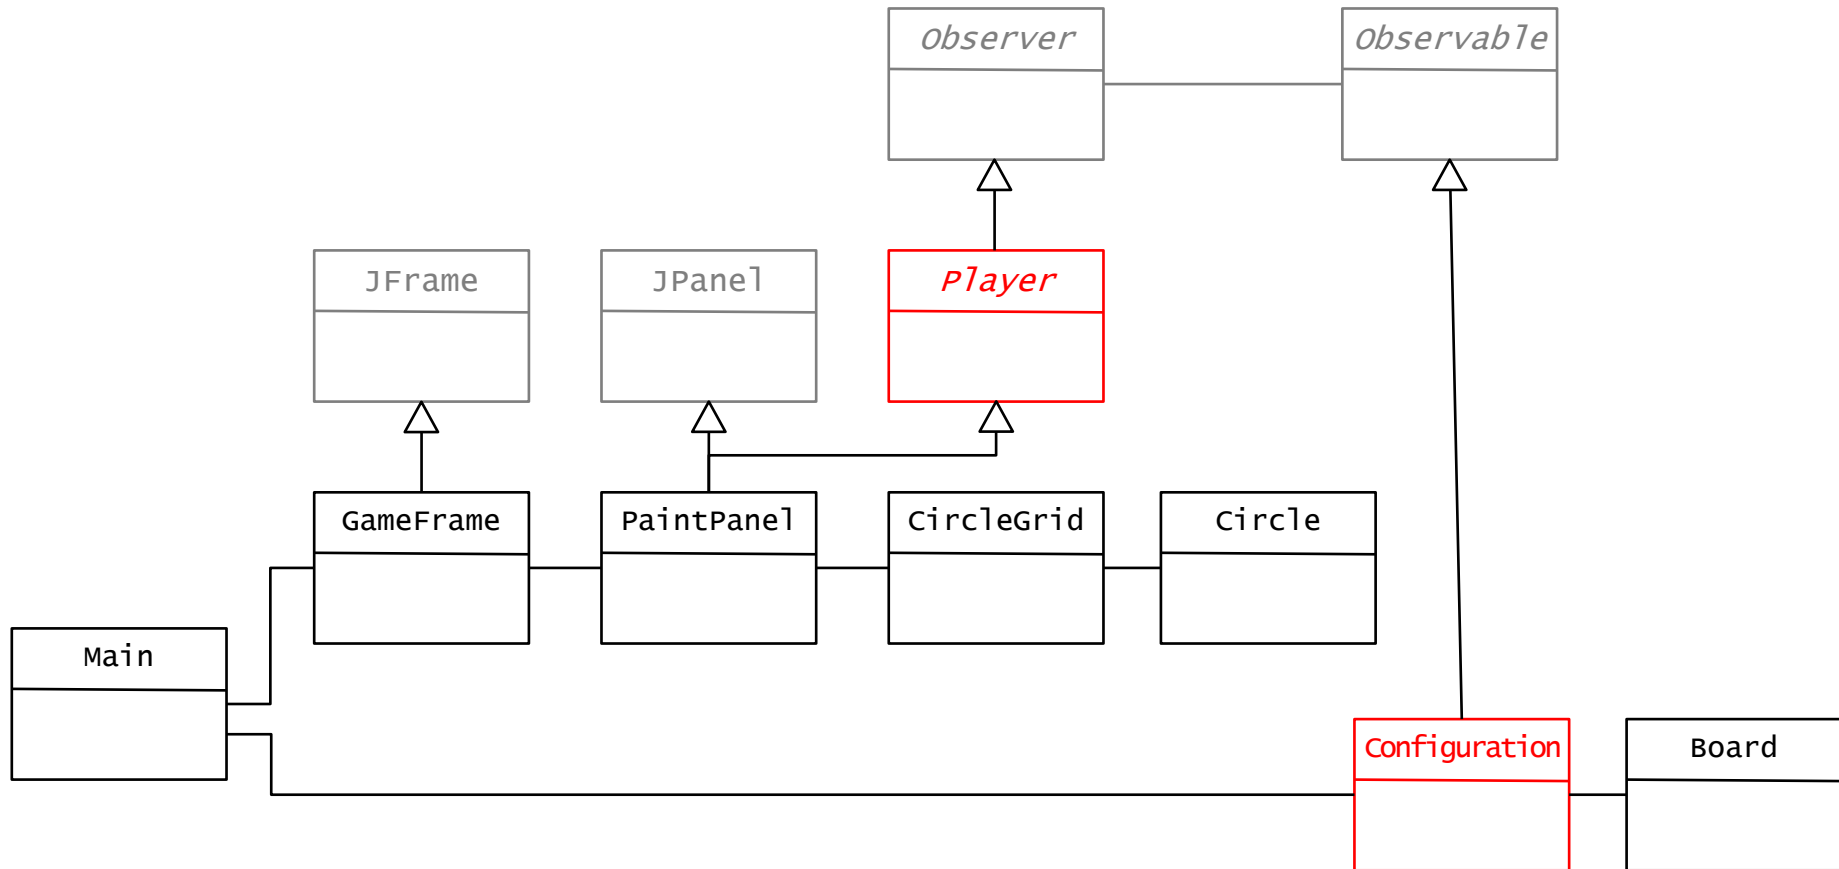 Observer
Observable
JFrame
JPanel
Player
GameFrame
PaintPanel
CircleGrid
Circle
Main
Configuration
Board